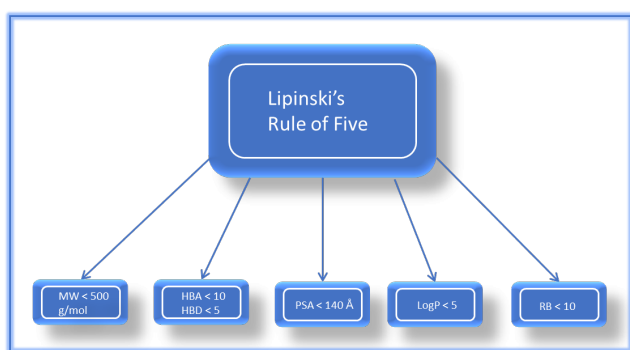 Lipinski's
Rule of Five
MW < 500
g/mol
HBA < 10
HBD < 5
PSA < 140 Å
LogP < 5
RB < 10